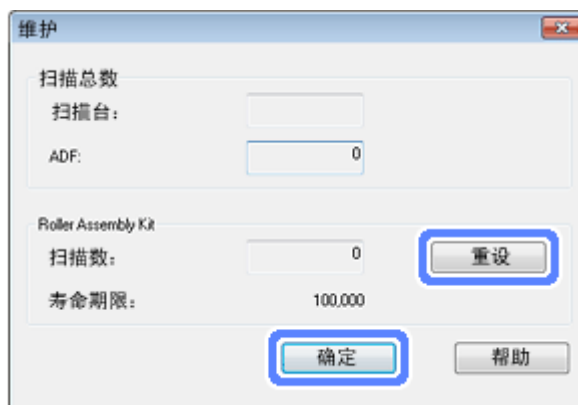 维护
扫描总数
扫描台：
ADF: 0
Roller Assembly Kit
扫描数： 0 重设
寿命期限： 100,000
确定 帮助